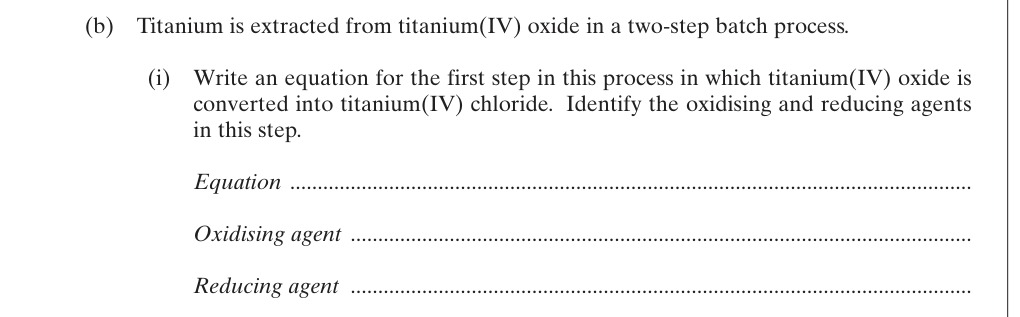 (b) Titanium is extracted from titanium(IV) oxide in a two-step batch process.
(i) Write an equation for the first step in this process in which titanium(IV) oxide is
converted into titanium(IV) chloride. Identify the oxidising and reducing agents
in this step.
Equation ....................................................................................................................
Oxidising agent ..........................................................................................................
Reducing agent ..........................................................................................................